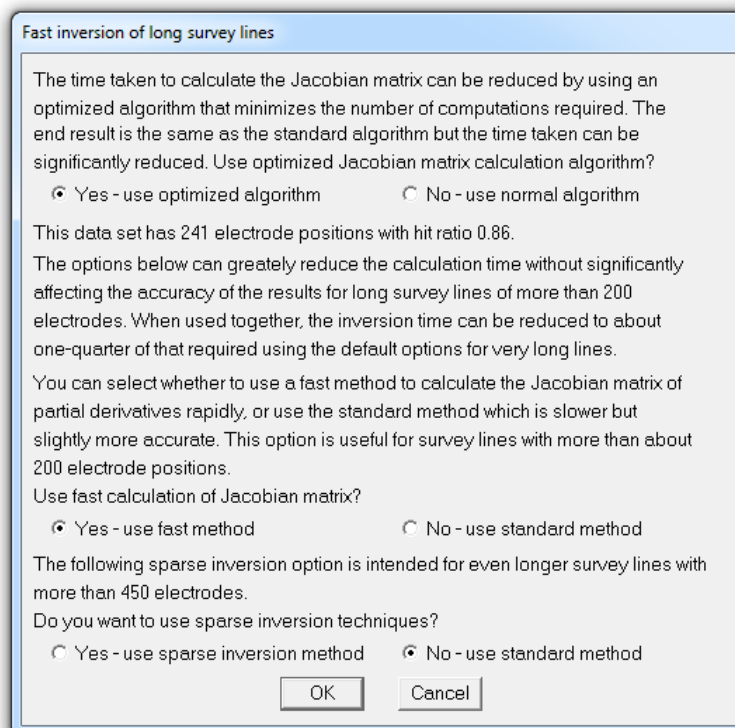 Fast inversion of long survey lines
The time taken to calculate the Jacobian matrix can be reduced by using an
optimized algorithm that minimizes the number of computations required. The
end result is the same as the standard algorithm but the time taken can be
significantly reduced. Use optimized Jacobian matrix calculation algorithm?
Yes - use optimized algorithm No - use normal algorithm
This data set has 241 electrode positions with hit ratio 0.86.
The options below can greately reduce the calculation time without significantly
affecting the accuracy of the results for long survey lines of more than 200
electrodes. When used together, the inversion time can be reduced to about
one-quarter of that required using the default options for very long lines.
You can select whether to use a fast method to calculate the Jacobian matrix of
partial derivatives rapidly, or use the standard method which is slower but
slightly more accurate. This option is useful for survey lines with more than about
200 electrode positions.
Use fast calculation of Jacobian matrix?
Yes - use fast method No - use standard method
The following sparse inversion option is intended for even longer survey lines with
more than 450 electrodes.
Do you want to use sparse inversion techniques?
Yes - use sparse inversion method No - use standard method
OK Cancel